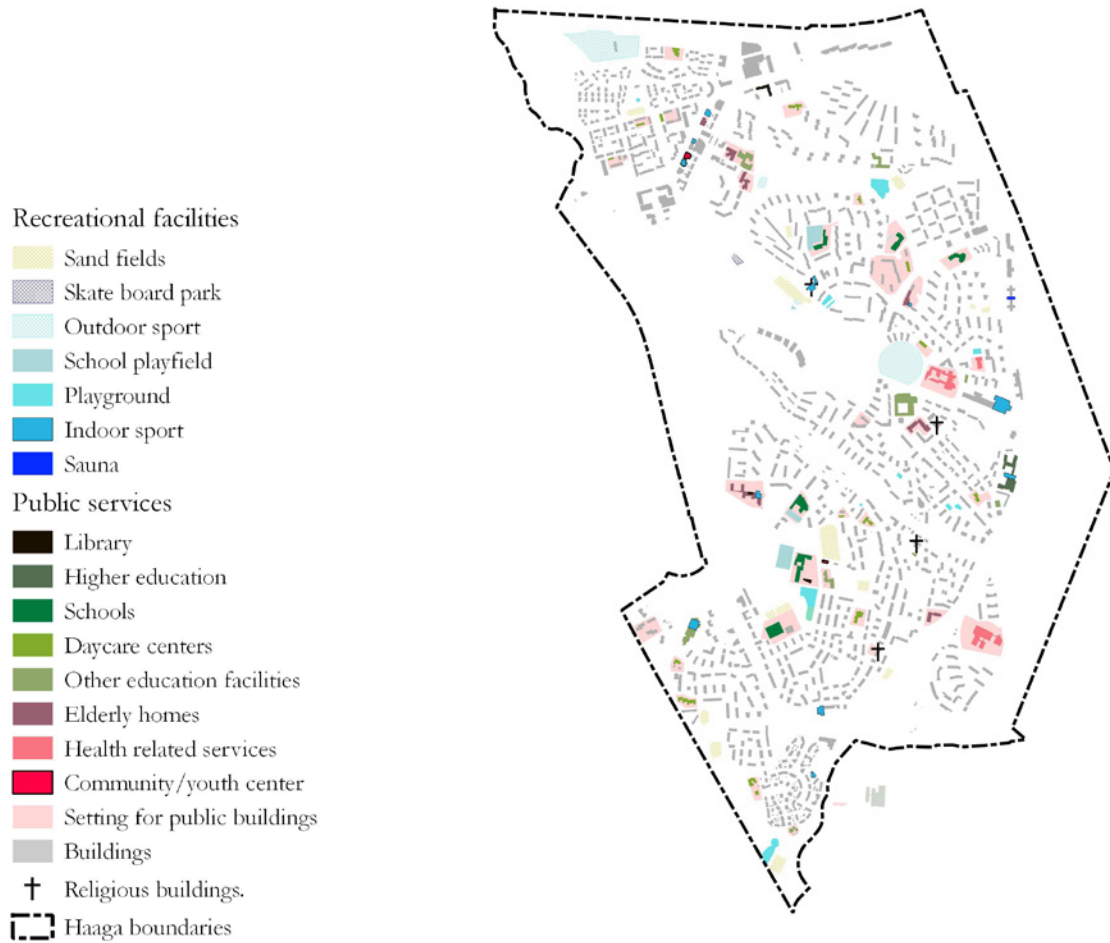 Recreational facilities
Sand fields
Skate board park
Outdoor sport
School playfield
Playground
Indoor sport
Sauna
Public services
Library
Higher education
Schools
Daycare centers
Other education facilities
Elderly homes
Health related services
Community/youth center
Setting for public buildings
Buildings
Religious buildings.
Haaga boundaries